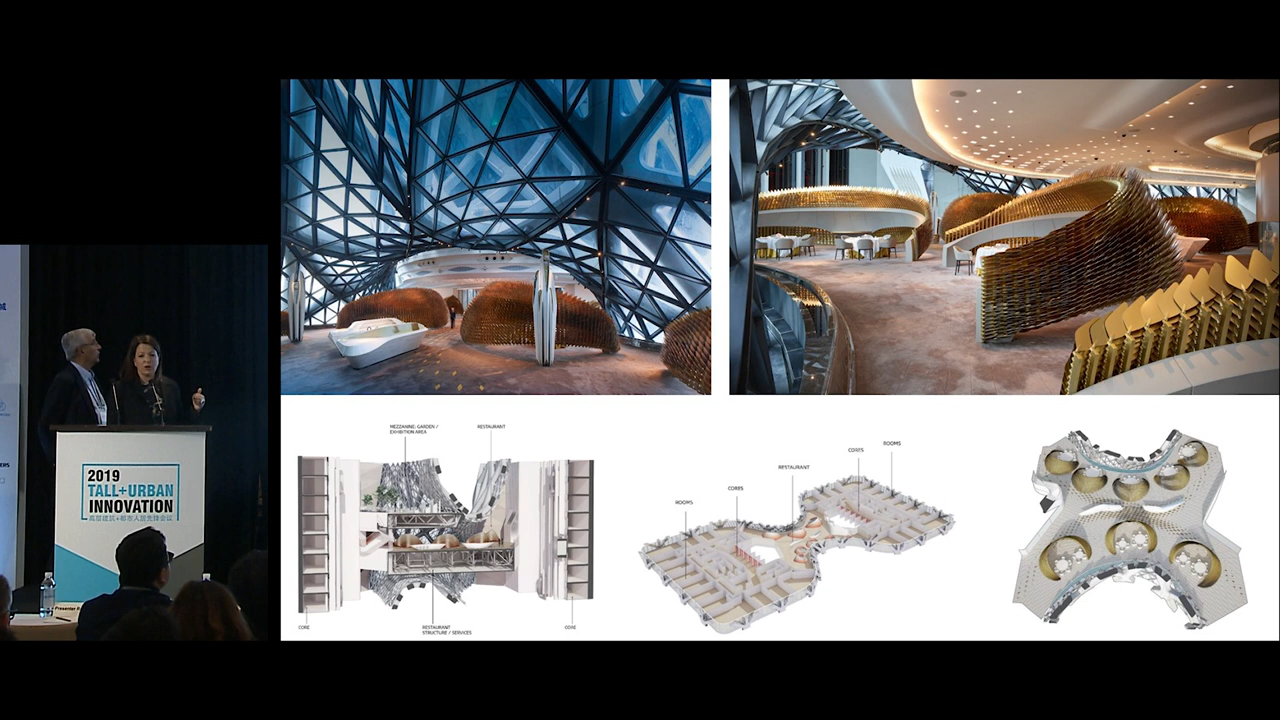 2019
TALL+URBAN
INNOVATION
高层建筑+都市人居先锋会议
Presenter
MEZZANINE: GARDEN /
EXHIBITION AREA
RESTAURANT
CORE
RESTAURANT
STRUCTURE / SERVICES
CORE
ROOMS
CORES
RESTAURANT
CORES
ROOMS